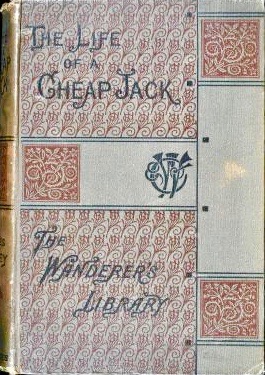 The Life
of a
Cheap Jack
The
Wanderer's
Library